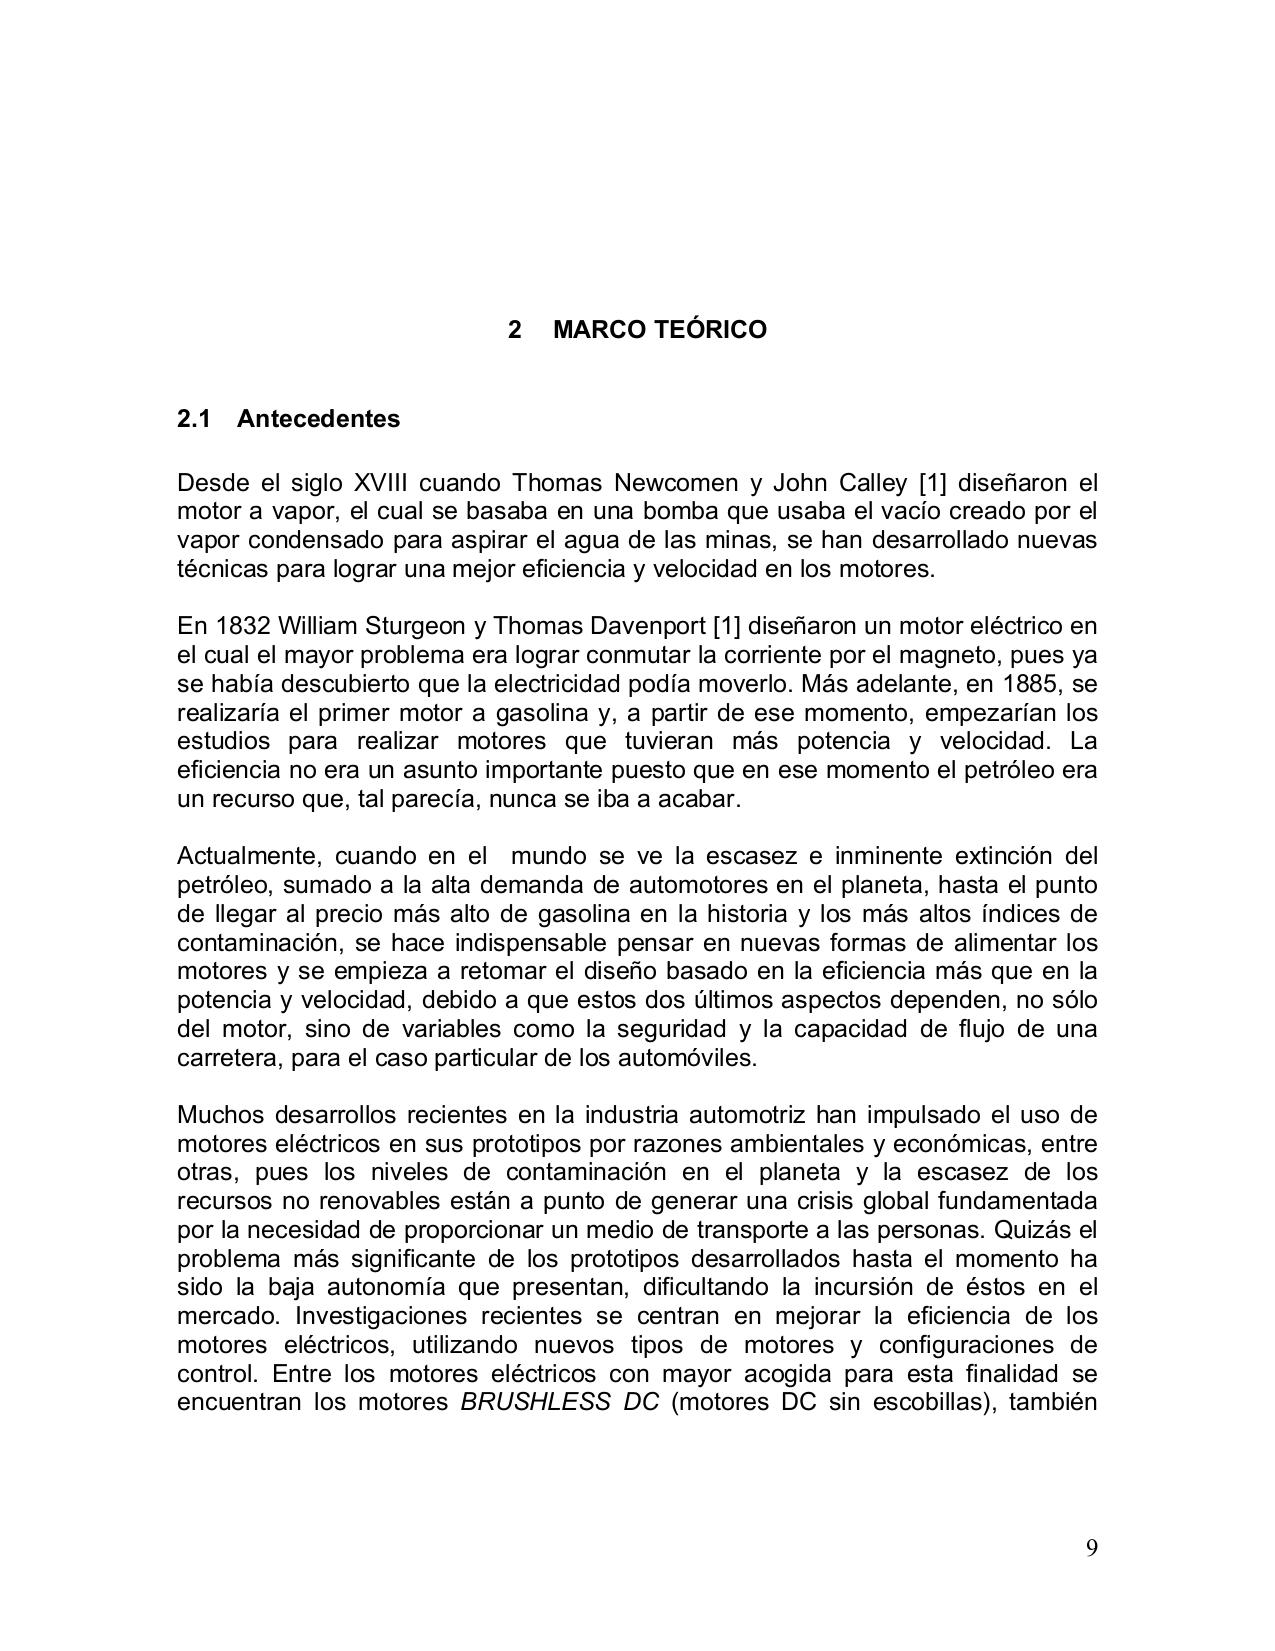 2 MARCO TEÓRICO
2.1 Antecedentes
Desde el siglo XVIII cuando Thomas Newcomen y John Calley [1] diseñaron el
motor a vapor, el cual se basaba en una bomba que usaba el vacío creado por el
vapor condensado para aspirar el agua de las minas, se han desarrollado nuevas
técnicas para lograr una mejor eficiencia y velocidad en los motores.
En 1832 William Sturgeon y Thomas Davenport [1] diseñaron un motor eléctrico en
el cual el mayor problema era lograr conmutar la corriente por el magneto, pues ya
se había descubierto que la electricidad podía moverlo. Más adelante, en 1885, se
realizaría el primer motor a gasolina y, a partir de ese momento, empezarían los
estudios para realizar motores que tuvieran más potencia y velocidad. La
eficiencia no era un asunto importante puesto que en ese momento el petróleo era
un recurso que, tal parecía, nunca se iba a acabar.
Actualmente, cuando en el mundo se ve la escasez e inminente extinción del
petróleo, sumado a la alta demanda de automotores en el planeta, hasta el punto
de llegar al precio más alto de gasolina en la historia y los más altos índices de
contaminación, se hace indispensable pensar en nuevas formas de alimentar los
motores y se empieza a retomar el diseño basado en la eficiencia más que en la
potencia y velocidad, debido a que estos dos últimos aspectos dependen, no sólo
del motor, sino de variables como la seguridad y la capacidad de flujo de una
carretera, para el caso particular de los automóviles.
Muchos desarrollos recientes en la industria automotriz han impulsado el uso de
motores eléctricos en sus prototipos por razones ambientales y económicas, entre
otras, pues los niveles de contaminación en el planeta y la escasez de los
recursos no renovables están a punto de generar una crisis global fundamentada
por la necesidad de proporcionar un medio de transporte a las personas. Quizás el
problema más significante de los prototipos desarrollados hasta el momento ha
sido la baja autonomía que presentan, dificultando la incursión de éstos en el
mercado. Investigaciones recientes se centran en mejorar la eficiencia de los
motores eléctricos, utilizando nuevos tipos de motores y configuraciones de
control. Entre los motores eléctricos con mayor acogida para esta finalidad se
encuentran los motores BRUSHLESS DC (motores DC sin escobillas), también
9